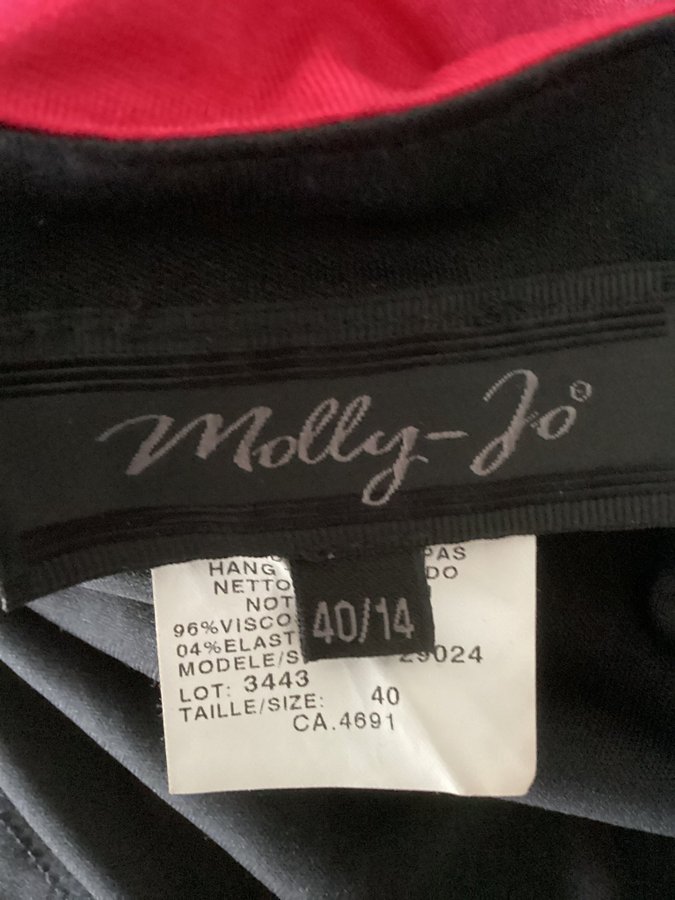 Molly-Jo®
40/14
HANG PAS
NETTO DO
NOT
96%VISCO
04%ELAST
MODELE/S 29024
LOT: 3443
TAILLE/SIZE: 40
CA.4691